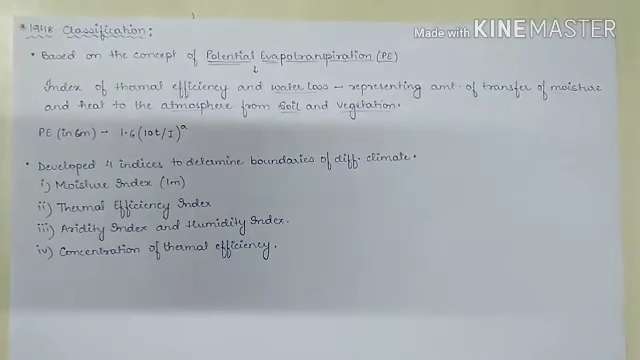 Made with KINEMASTER
* 1948 Classification:
• Based on the concept of Potential Evapotranspiration (PE)
↓
Index of thermal efficiency and water loss – representing amt. of transfer of moisture
and heat to the atmosphere from Soil and Vegetation.
PE (in cm) – 1.6 (10t/I)ᵃ
• Developed 4 indices to determine boundaries of diff. climate.
i) Moisture Index (Im)
ii) Thermal Efficiency Index
iii) Aridity Index and Humidity Index.
iv) Concentration of thermal efficiency.